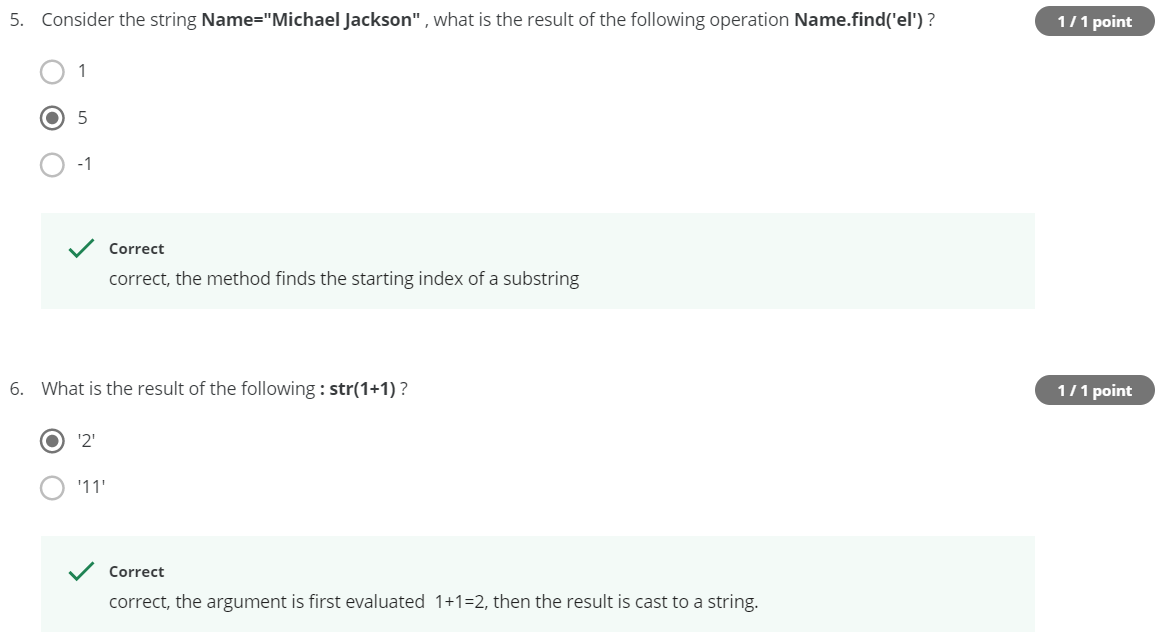 5. Consider the string Name="Michael Jackson" , what is the result of the following operation Name.find('el') ?
1 / 1 point
1
5
-1
Correct
correct, the method finds the starting index of a substring
6. What is the result of the following : str(1+1) ?
1 / 1 point
'2'
'11'
Correct
correct, the argument is first evaluated  1+1=2, then the result is cast to a string.